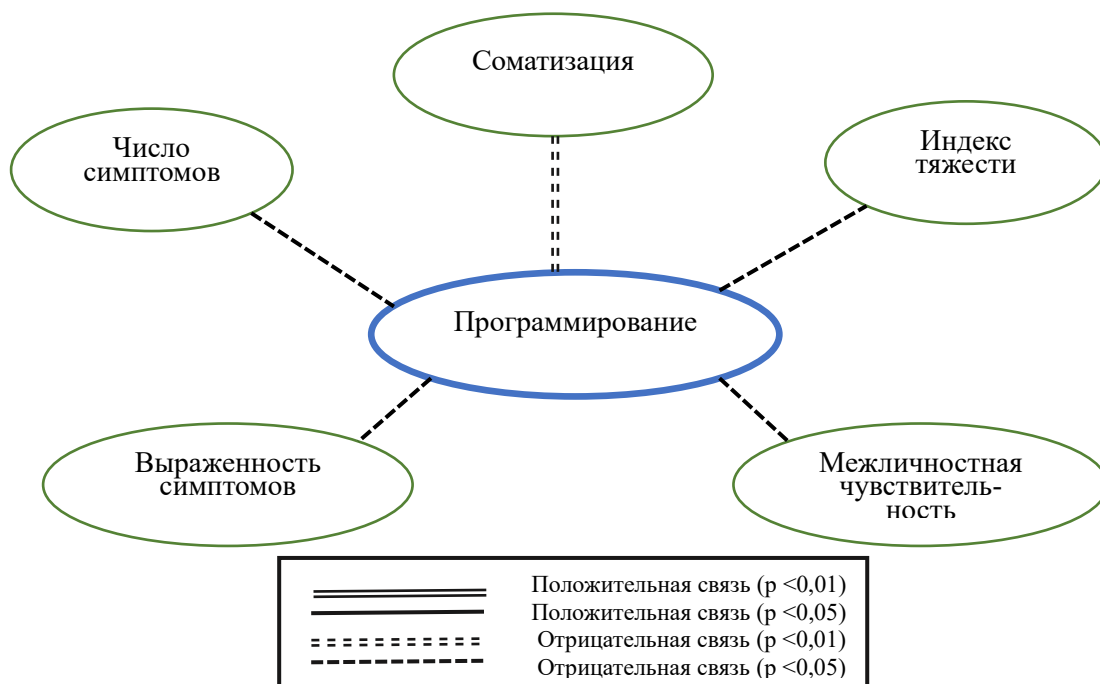 Соматизация
Число
симптомов
Индекс
тяжести
Программирование
Выраженность
симптомов
Межличностная
чувствитель-
ность
Положительная связь (p <0,01)
Положительная связь (p <0,05)
Отрицательная связь (p <0,01)
Отрицательная связь (p <0,05)